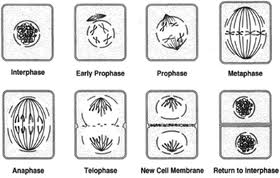 Interphase
Early Prophase
Prophase
Metaphase
Anaphase
Telophase
New Cell Membrane
Return to Interphase